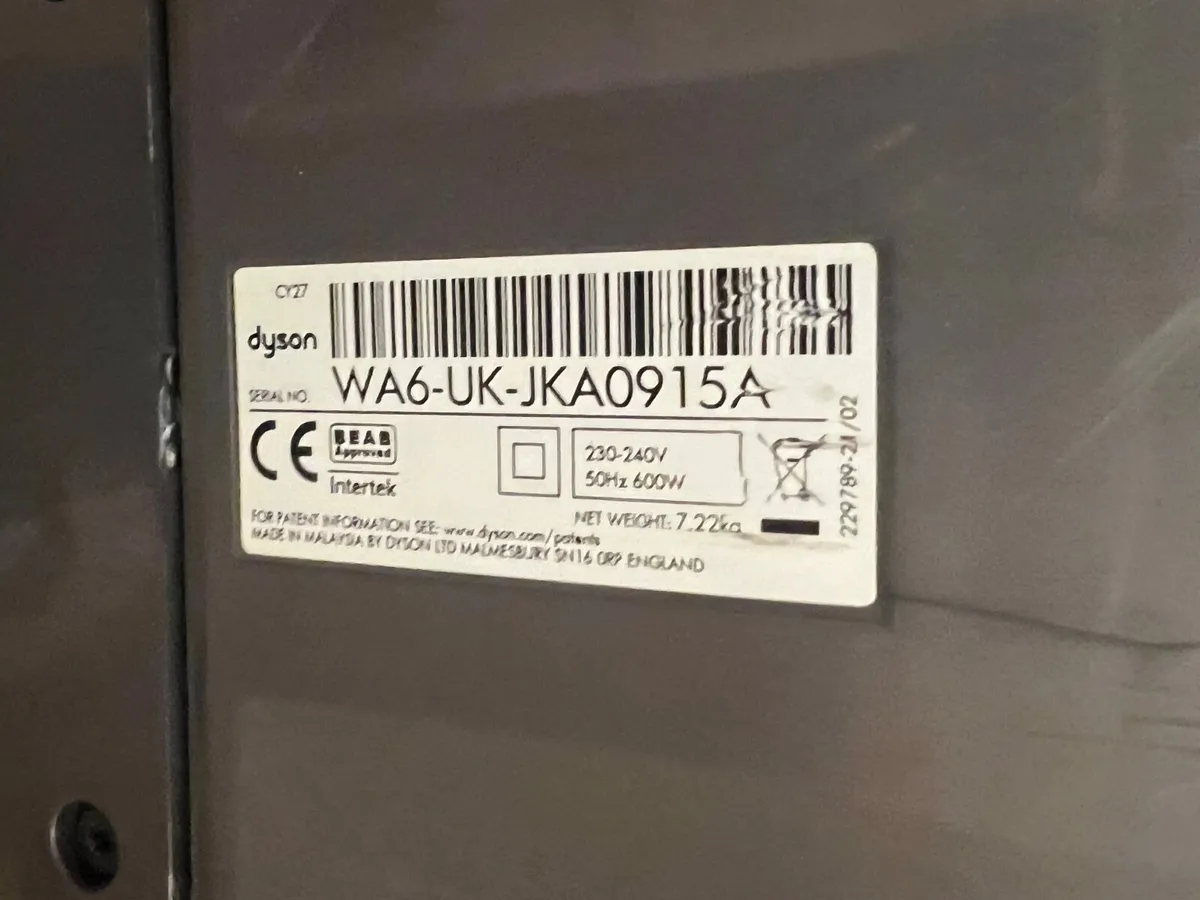 CY27
dyson
SERIAL NO. WA6-UK-JKA0915A
CE
BEAB
Approved
Intertek
230-240V
50Hz 600W
NET WEIGHT: 7.22kg
FOR PATENT INFORMATION SEE: www.dyson.com/patents
MADE IN MALAYSIA BY DYSON LTD MALMESBURY SN16 0RP ENGLAND
229789-21/02